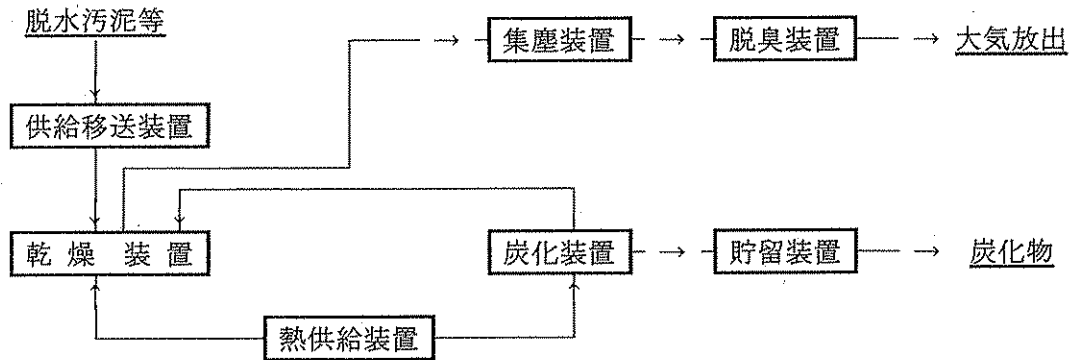 脱水汚泥等
集塵装置
脱臭装置
大気放出
供給移送装置
乾燥 装置
炭化装置
貯留装置
炭化物
熱供給装置